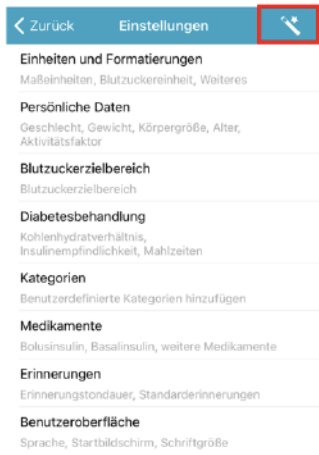 Zurück Einstellungen
Einheiten und Formatierungen
Maßeinheiten, Blutzuckereinheit, Weiteres
Persönliche Daten
Geschlecht, Gewicht, Körpergröße, Alter,
Aktivitätsfaktor
Blutzuckerzielbereich
Blutzuckerzielbereich
Diabetesbehandlung
Kohlenhydratverhältnis,
Insulinempfindlichkeit, Mahlzeiten
Kategorien
Benutzerdefinierte Kategorien hinzufügen
Medikamente
Bolusinsulin, Basalinsulin, weitere Medikamente
Erinnerungen
Erinnerungstondauer, Standarderinnerungen
Benutzeroberfläche
Sprache, Startbildschirm, Schriftgröße